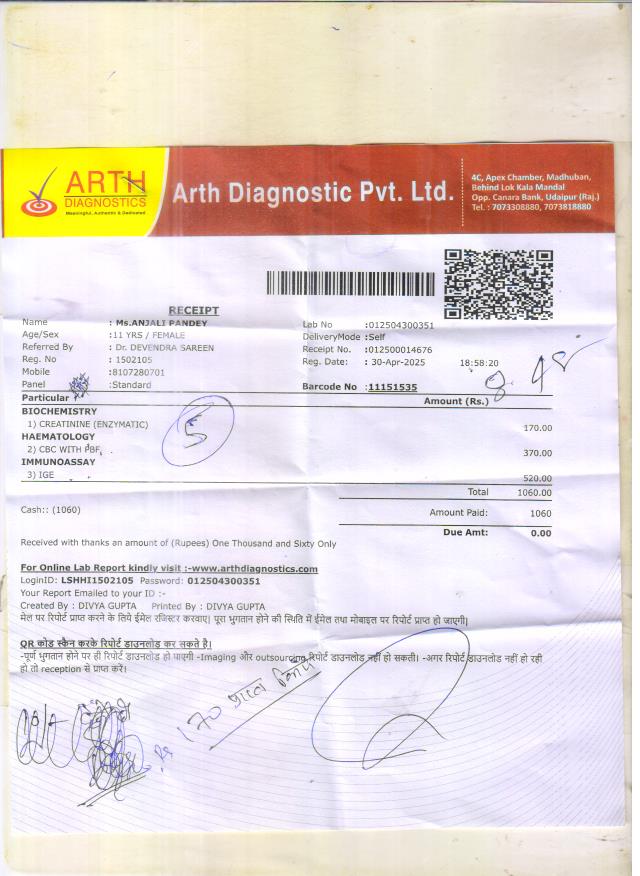 ARTH
DIAGNOSTICS
Meaningful, Authentic & Dedicated
Arth Diagnostic Pvt. Ltd.
4C, Apex Chamber, Madhuban,
Behind Lok Kala Mandal
Opp. Canara Bank, Udaipur (Raj.)
Tel. : 7073308880, 7073818880
RECEIPT
Name : Ms.ANJALI PANDEY
Lab No :012504300351
Age/Sex :11 YRS / FEMALE
DeliveryMode :Self
Referred By : Dr. DEVENDRA SAREEN
Receipt No. :012500014676
Reg. No : 1502105
Reg. Date: : 30-Apr-2025 18:58:20
Mobile :8107280701
Panel :Standard
Barcode No :11151535
8.45
Particular Amount (Rs.)
BIOCHEMISTRY
1) CREATININE (ENZYMATIC) 170.00
HAEMATOLOGY
2) CBC WITH PBF 370.00
IMMUNOASSAY
3) IGE 520.00
5
Total 1060.00
Cash:: (1060)
Amount Paid: 1060
Due Amt: 0.00
Received with thanks an amount of (Rupees) One Thousand and Sixty Only
For Online Lab Report kindly visit :-www.arthdiagnostics.com
LoginID: LSHHI1502105 Password: 012504300351
Your Report Emailed to your ID :-
Created By : DIVYA GUPTA Printed By : DIVYA GUPTA
मेल पर रिपोर्ट प्राप्त करने के लिये ईमेल रजिस्टर करवाए। पूरा भुगतान होने की स्थिति में ईमेल तथा मोबाइल पर रिपोर्ट प्राप्त हो जाएगी।
QR कोड स्कैन करके रिपोर्ट डाउनलोड कर सकते है।
-पूर्ण भुगतान होने पर ही रिपोर्ट डाउनलोड हो पाएगी -Imaging और outsourcing रिपोर्ट डाउनलोड नहीं हो सकती। -अगर रिपोर्ट डाउनलोड नहीं हो रही
हो तो reception से प्राप्त करें।
Rs 170